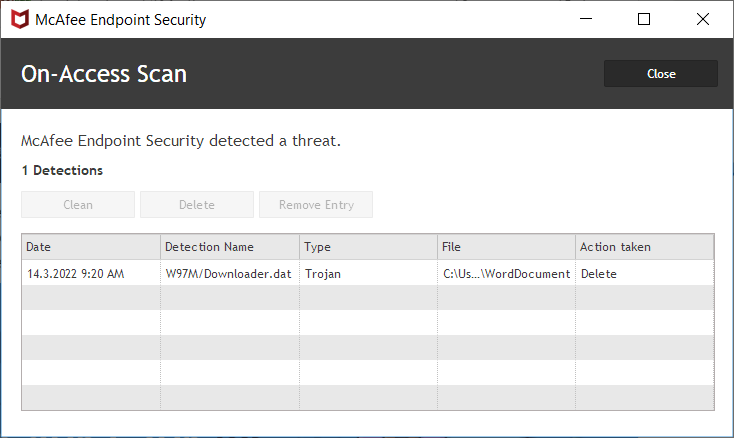 McAfee Endpoint Security
On-Access Scan
Close
McAfee Endpoint Security detected a threat.
1 Detections
Clean Delete Remove Entry
Date Detection Name Type File Action taken
14.3.2022 9:20 AM W97M/Downloader.dat Trojan C:\Us...\WordDocument Delete